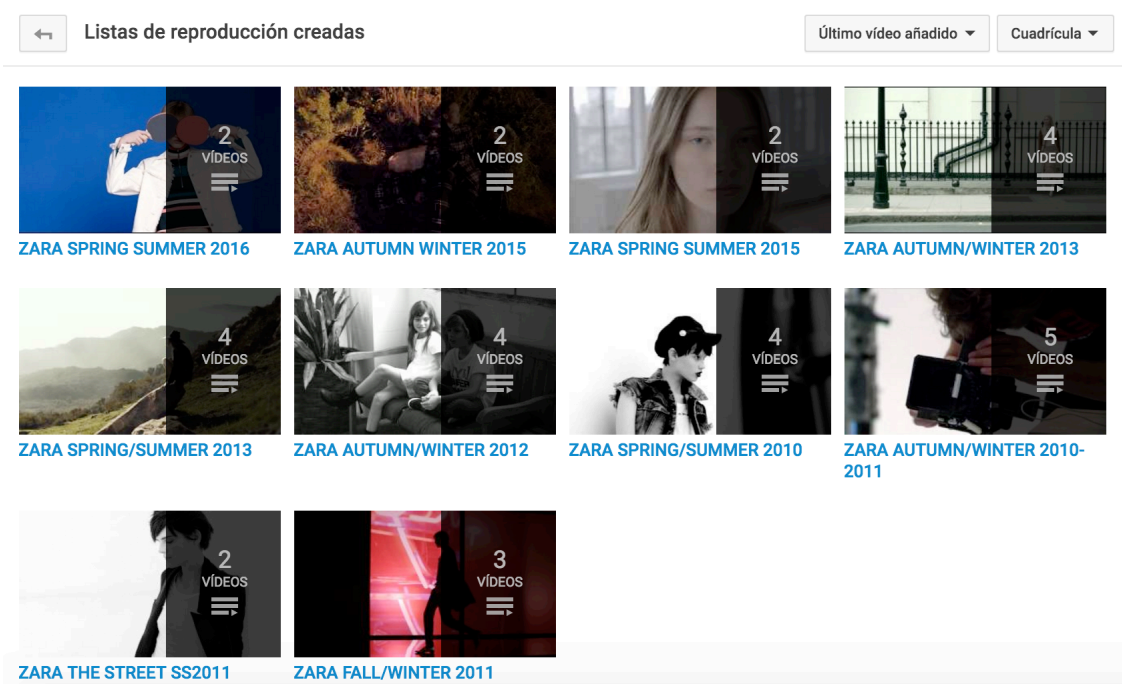 Listas de reproducción creadas
Último vídeo añadido
Cuadrícula
2
VÍDEOS
ZARA SPRING SUMMER 2016
2
VÍDEOS
ZARA AUTUMN WINTER 2015
2
VÍDEOS
ZARA SPRING SUMMER 2015
4
VÍDEOS
ZARA AUTUMN/WINTER 2013
4
VÍDEOS
ZARA SPRING/SUMMER 2013
4
VÍDEOS
ZARA AUTUMN/WINTER 2012
4
VÍDEOS
ZARA SPRING/SUMMER 2010
5
VÍDEOS
ZARA AUTUMN/WINTER 2010-
2011
2
VÍDEOS
ZARA THE STREET SS2011
3
VÍDEOS
ZARA FALL/WINTER 2011